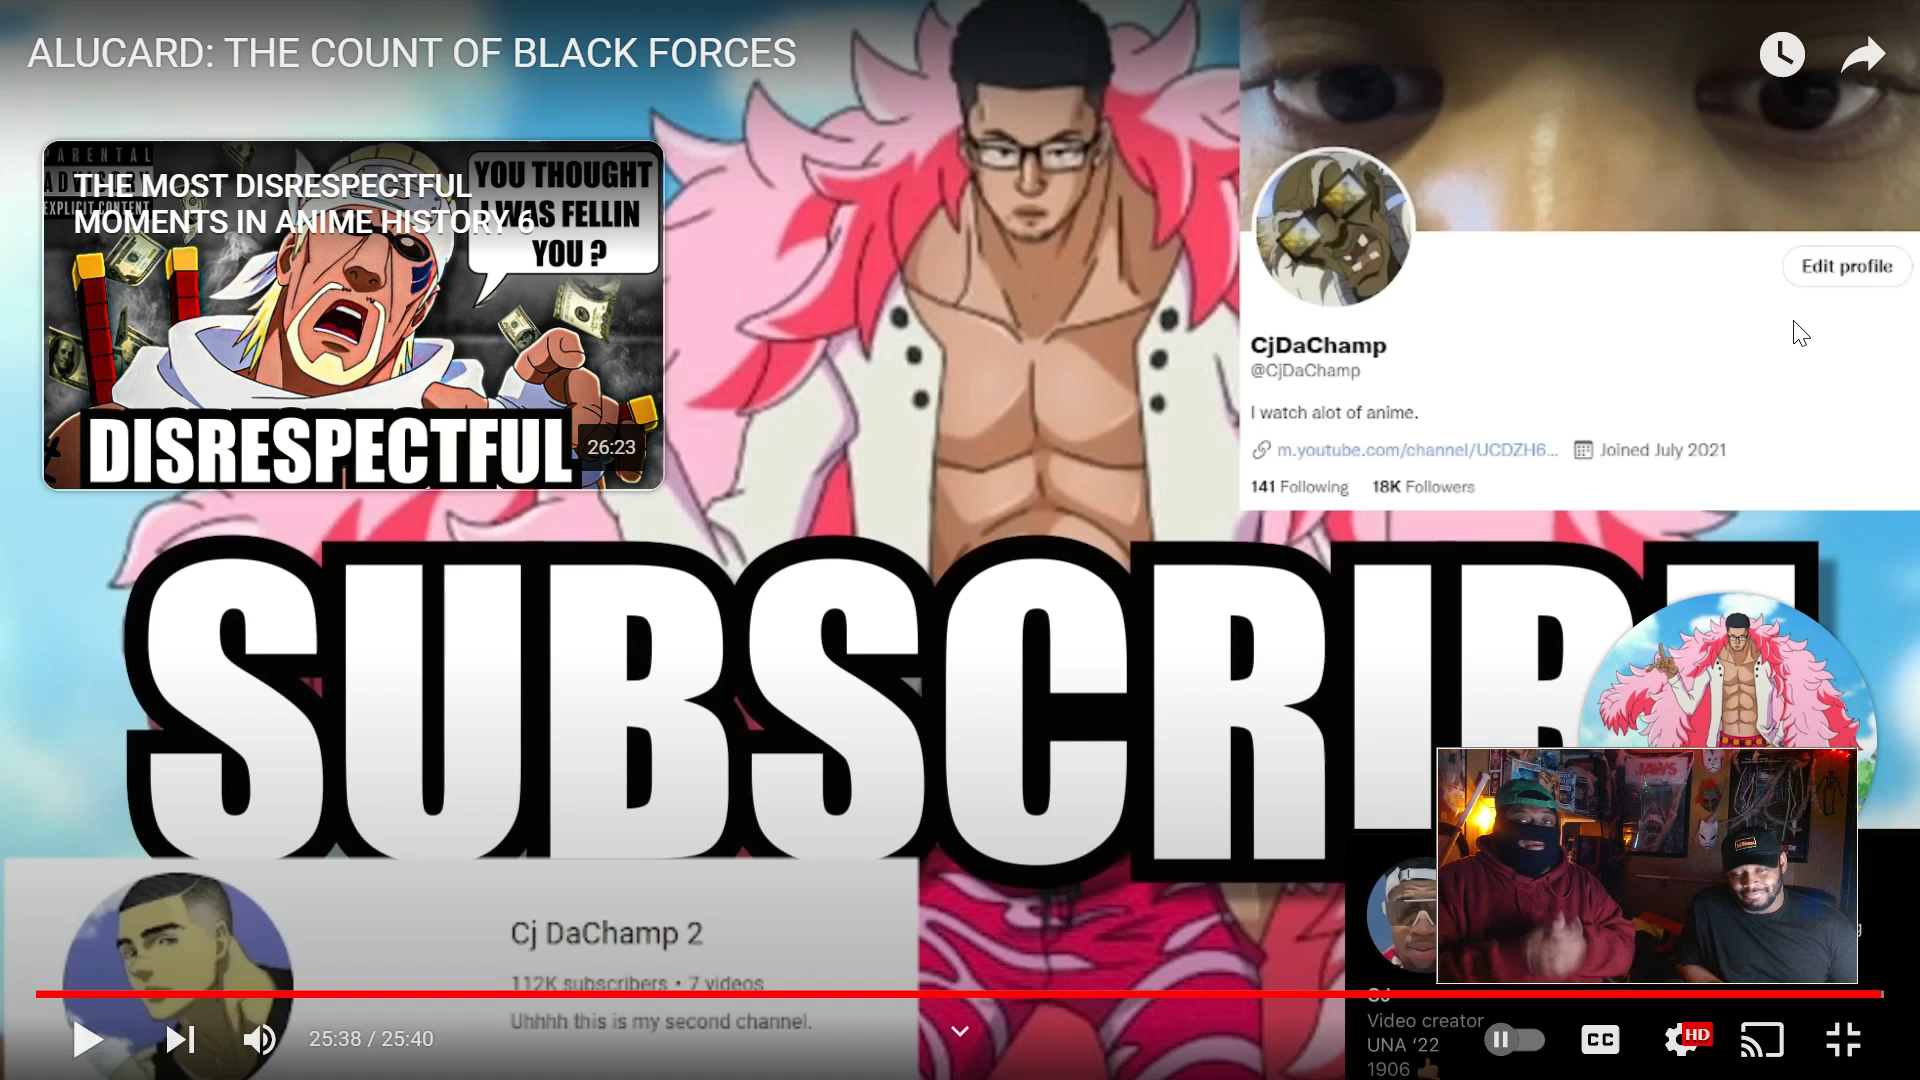 ALUCARD: THE COUNT OF BLACK FORCES
PARENTAL
EXPLICIT CONTENT
THE MOST DISRESPECTFUL
MOMENTS IN ANIME HISTORY 6
YOU THOUGHT
I WAS FELLIN
YOU ?
DISRESPECTFUL
26:23
Edit profile
CjDaChamp
@CjDaChamp
I watch alot of anime.
m.youtube.com/channel/UCDZH6... Joined July 2021
141 Following 18K Followers
SUBSCRIBE
JAWS
Cj DaChamp 2
112K subscribers • 7 videos
Uhhhh this is my second channel.
CJ
Video creator
UNA '22
1906
25:38 / 25:40
CC
HD